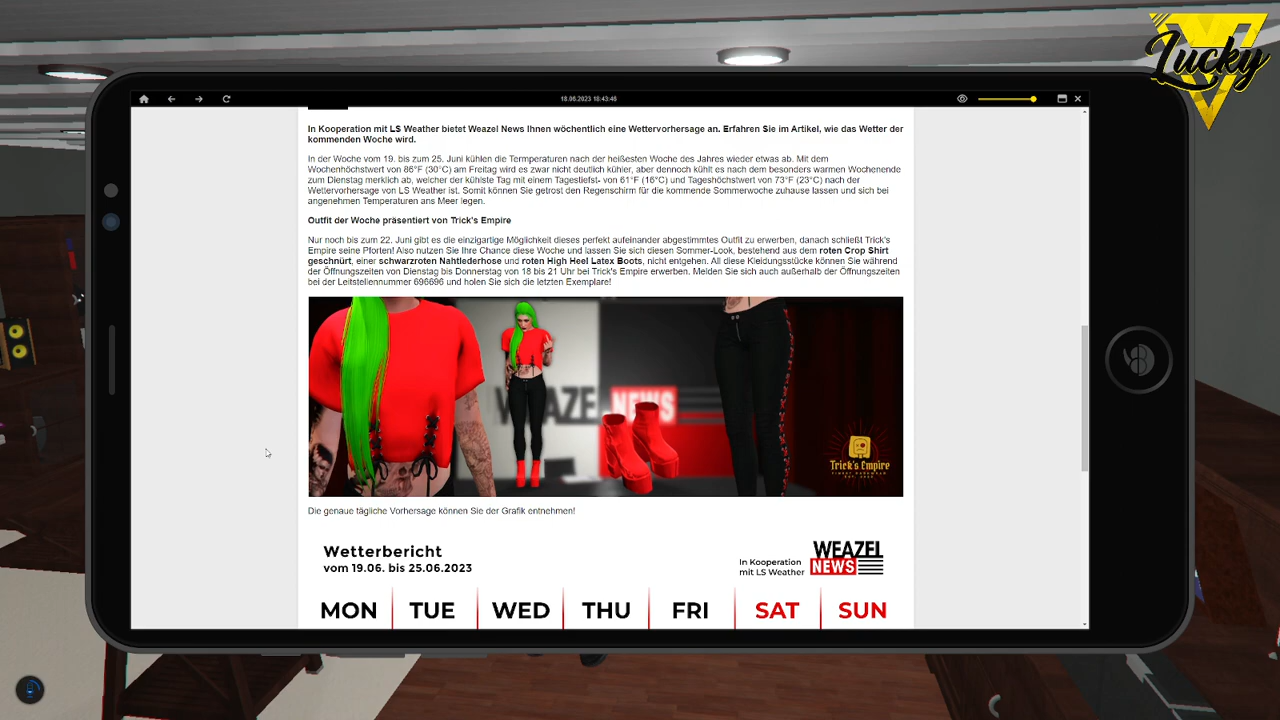 Lucky
18.06.2023 18:43:46
In Kooperation mit LS Weather bietet Weazel News Ihnen wöchentlich eine Wettervorhersage an. Erfahren Sie im Artikel, wie das Wetter der
kommenden Woche wird.
In der Woche vom 19. bis zum 25. Juni kühlen die Termperaturen nach der heißesten Woche des Jahres wieder etwas ab. Mit dem
Wochenhöchstwert von 86°F (30°C) am Freitag wird es zwar nicht deutlich kühler, aber dennoch kühlt es nach dem besonders warmen Wochenende
zum Dienstag merklich ab, welcher der kühlste Tag mit einem Tagestiefst- von 61°F (16°C) und Tageshöchstwert von 73°F (23°C) nach der
Wettervorhersage von LS Weather ist. Somit können Sie getrost den Regenschirm für die kommende Sommerwoche zuhause lassen und sich bei
angenehmen Temperaturen ans Meer legen.
Outfit der Woche präsentiert von Trick's Empire
Nur noch bis zum 22. Juni gibt es die einzigartige Möglichkeit dieses perfekt aufeinander abgestimmtes Outfit zu erwerben, danach schließt Trick's
Empire seine Pforten! Also nutzen Sie Ihre Chance diese Woche und lassen Sie sich diesen Sommer-Look, bestehend aus dem roten Crop Shirt
geschnürt, einer schwarzroten Nahtlederhose und roten High Heel Latex Boots, nicht entgehen. All diese Kleidungsstücke können Sie während
der Öffnungszeiten von Dienstag bis Donnerstag von 18 bis 21 Uhr bei Trick's Empire erwerben. Melden Sie sich auch außerhalb der Öffnungszeiten
bei der Leitstellennummer 696696 und holen Sie sich die letzten Exemplare!
WEAZEL NEWS
Trick's Empire
Die genaue tägliche Vorhersage können Sie der Grafik entnehmen!
Wetterbericht
vom 19.06. bis 25.06.2023
In Kooperation
mit LS Weather
WEAZEL
NEWS
MON TUE WED THU FRI SAT SUN